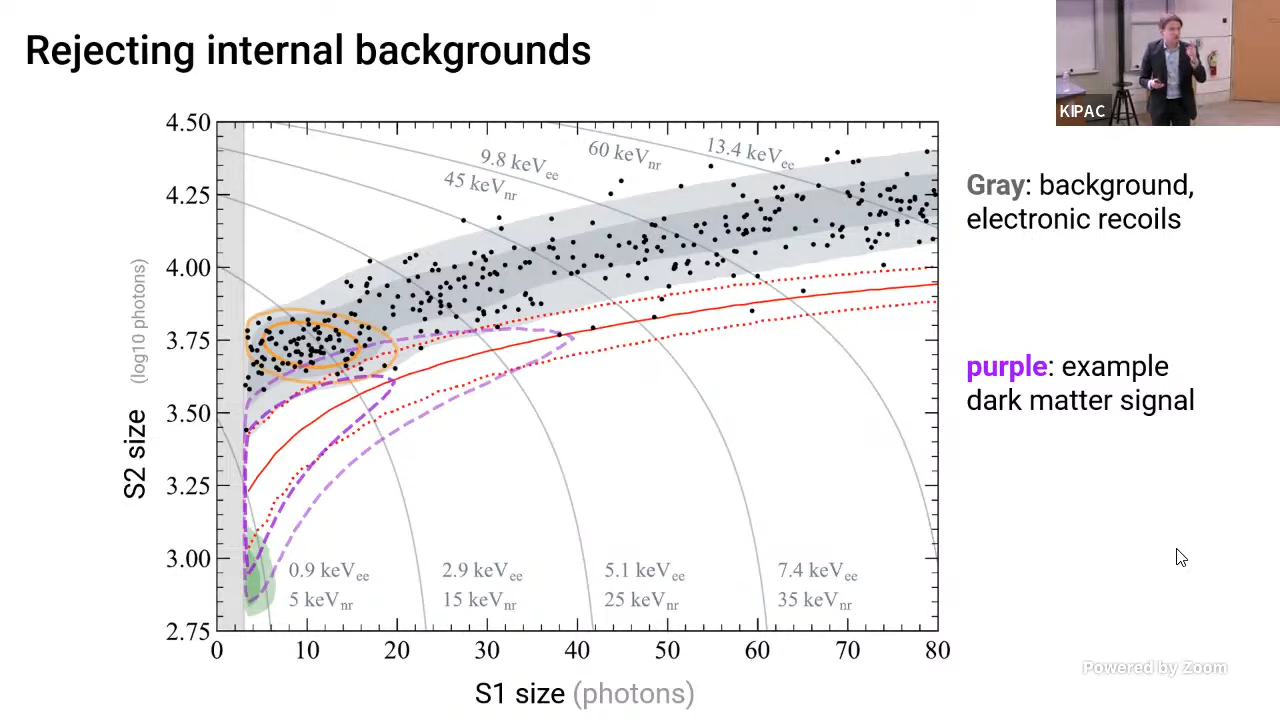 Rejecting internal backgrounds
KIPAC
4.50
4.25
4.00
3.75
3.50
3.25
3.00
2.75
S2 size (log10 photons)
9.8 keVee
45 keVnr
60 keVnr
13.4 keVee
0.9 keVee
5 keVnr
2.9 keVee
15 keVnr
5.1 keVee
25 keVnr
7.4 keVee
35 keVnr
0 10 20 30 40 50 60 70 80
S1 size (photons)
Gray: background,
electronic recoils
purple: example
dark matter signal
Powered by Zoom